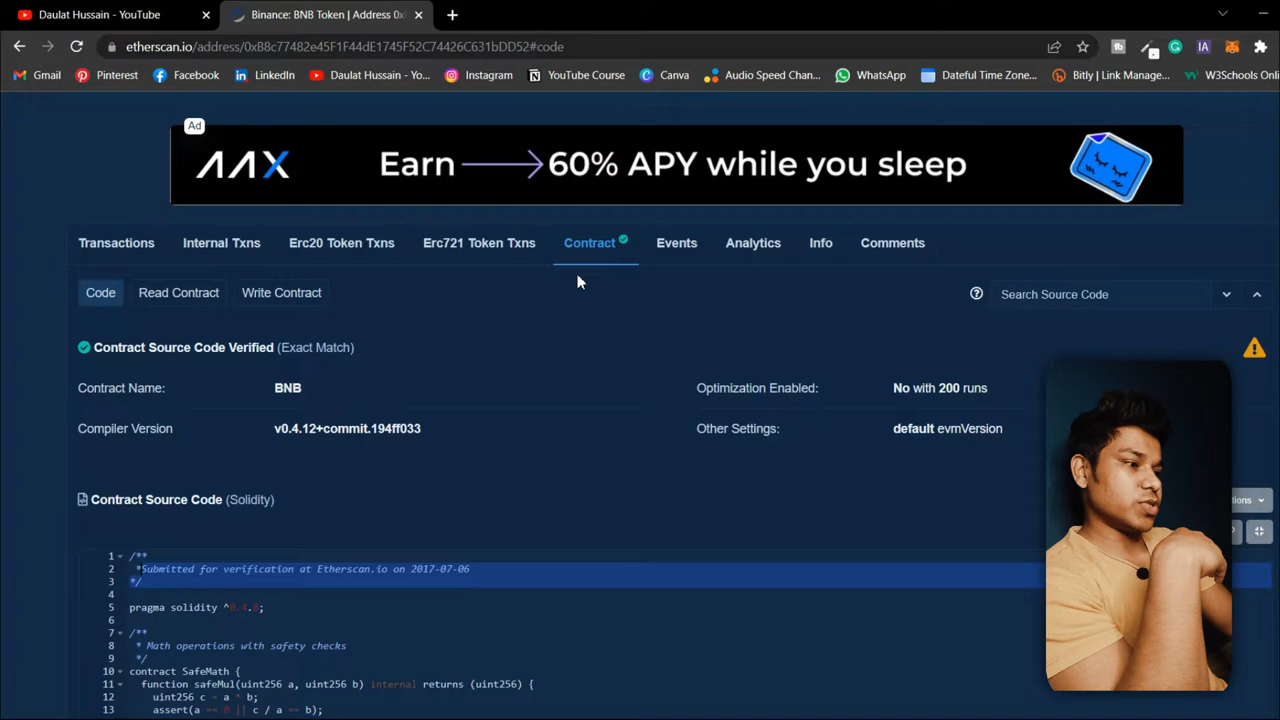 Daulat Hussain - YouTube
Binance: BNB Token | Address 0x
etherscan.io/address/0xB8c77482e45F1F44dE1745F52C74426C631bDD52#code
Gmail Pinterest Facebook LinkedIn Daulat Hussain - Yo... Instagram YouTube Course Canva Audio Speed Chan... WhatsApp Dateful Time Zone... Bitly | Link Manage... W3Schools Onli
Ad
AAX Earn 60% APY while you sleep
Transactions Internal Txns Erc20 Token Txns Erc721 Token Txns Contract Events Analytics Info Comments
Code Read Contract Write Contract Search Source Code
Contract Source Code Verified (Exact Match)
Contract Name: BNB Optimization Enabled: No with 200 runs
Compiler Version v0.4.12+commit.194ff033 Other Settings: default evmVersion
Contract Source Code (Solidity)
1 /**
2 *Submitted for verification at Etherscan.io on 2017-07-06
3 */
4
5 pragma solidity ^0.4.8;
6
7 /**
8 * Math operations with safety checks
9 */
10 contract SafeMath {
11 function safeMul(uint256 a, uint256 b) internal returns (uint256) {
12 uint256 c = a * b;
13 assert(a == 0 || c / a == b);